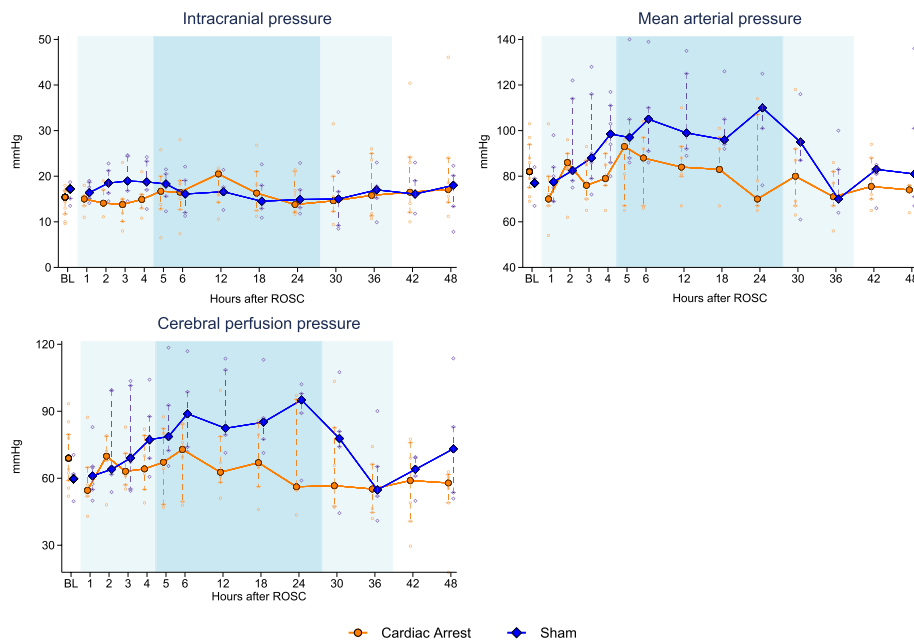 Intracranial pressure
Mean arterial pressure
50
40
30
20
10
0
mmHg
BL 1 2 3 4 5 6 12 18 24 30 36 42 48
Hours after ROSC
140
120
100
80
60
40
mmHg
BL 1 2 3 4 5 6 12 18 24 30 36 42 48
Hours after ROSC
Cerebral perfusion pressure
120
90
60
30
mmHg
BL 1 2 3 4 5 6 12 18 24 30 36 42 48
Hours after ROSC
Cardiac Arrest
Sham